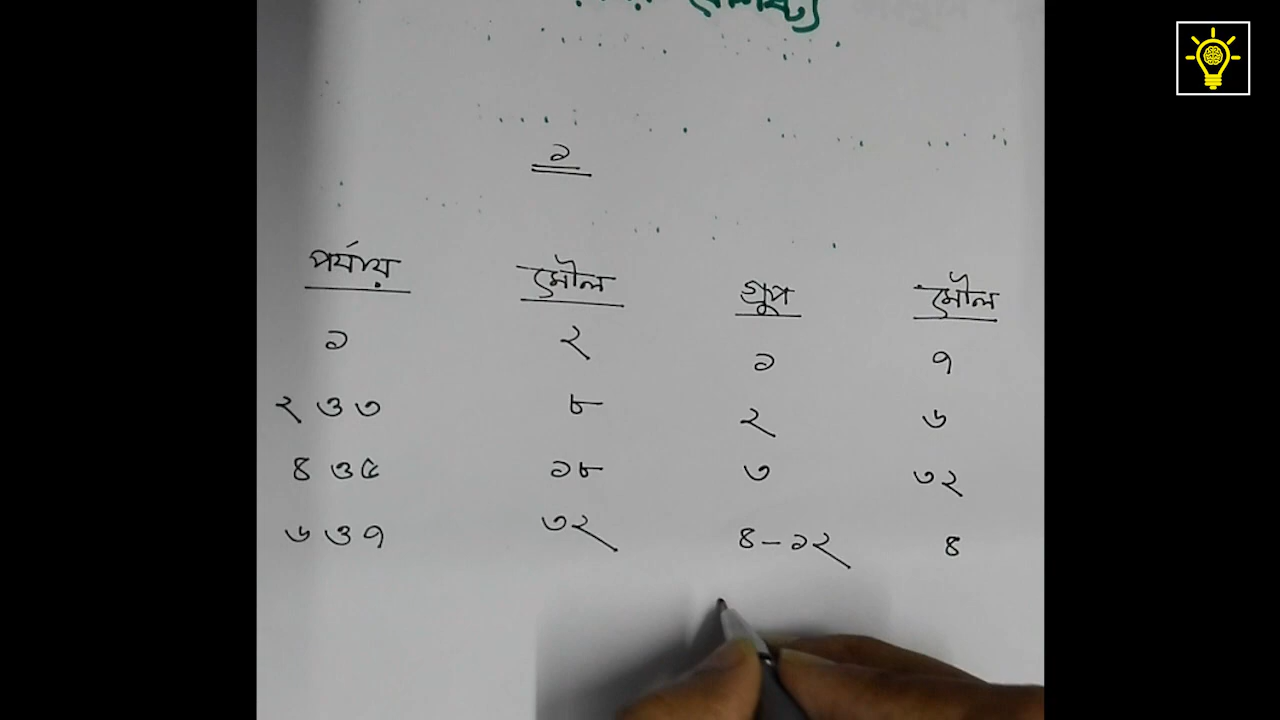 ১
পর্যায় মৌল গ্রুপ মৌল
১ ২ ১ ৭
২ ও ৩ ৮ ২ ৬
৪ ও ৫ ১৮ ৩ ৩২
৬ ও ৭ ৩২ ৪-১২ ৪